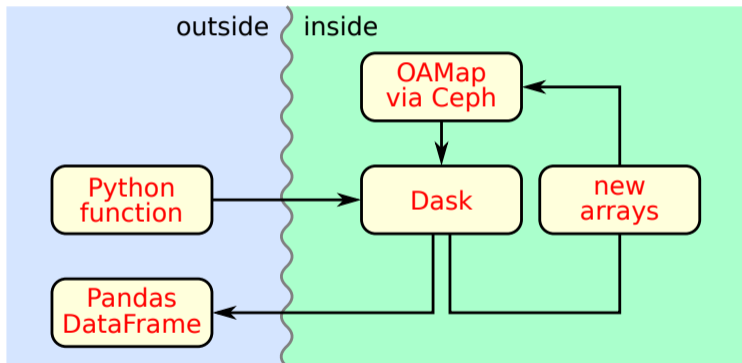 outside
inside
OAMap
via Ceph
Python
function
Dask
new
arrays
Pandas
DataFrame